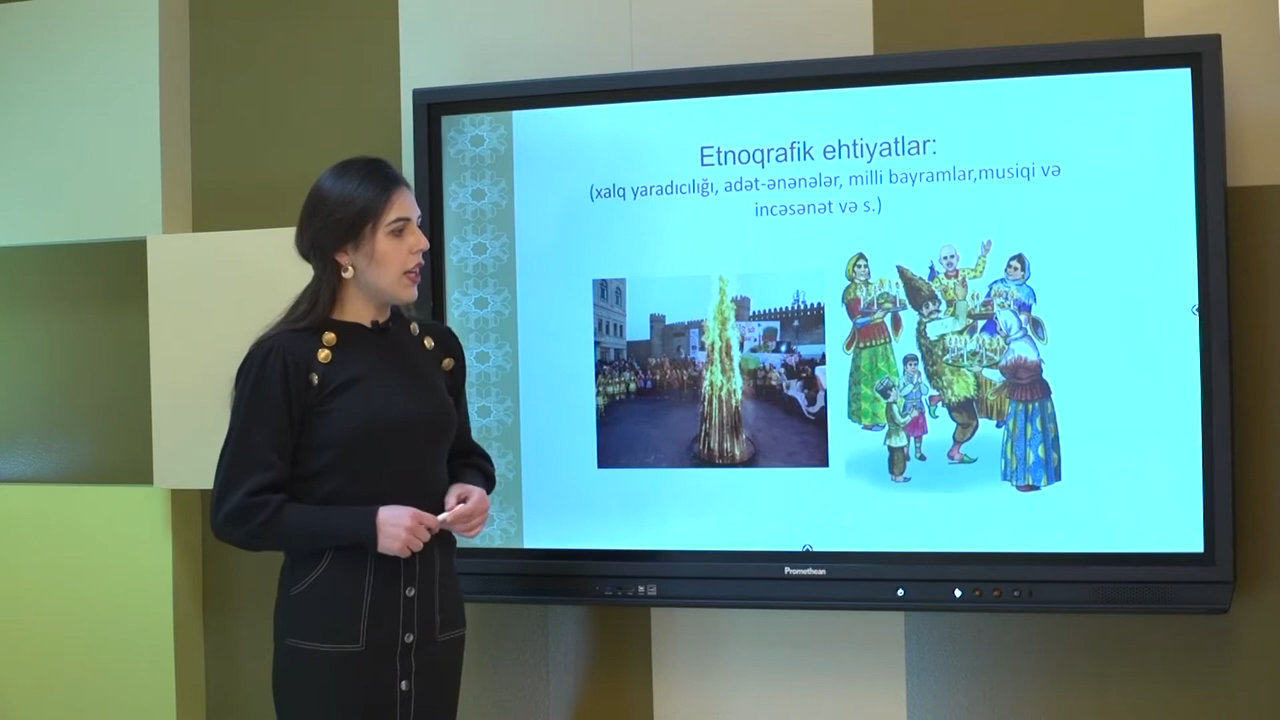 Etnoqrafik ehtiyatlar:
(xalq yaradıcılığı, adət-ənənələr, milli bayramlar,musiqi və
incəsənət və s.)
Promethean